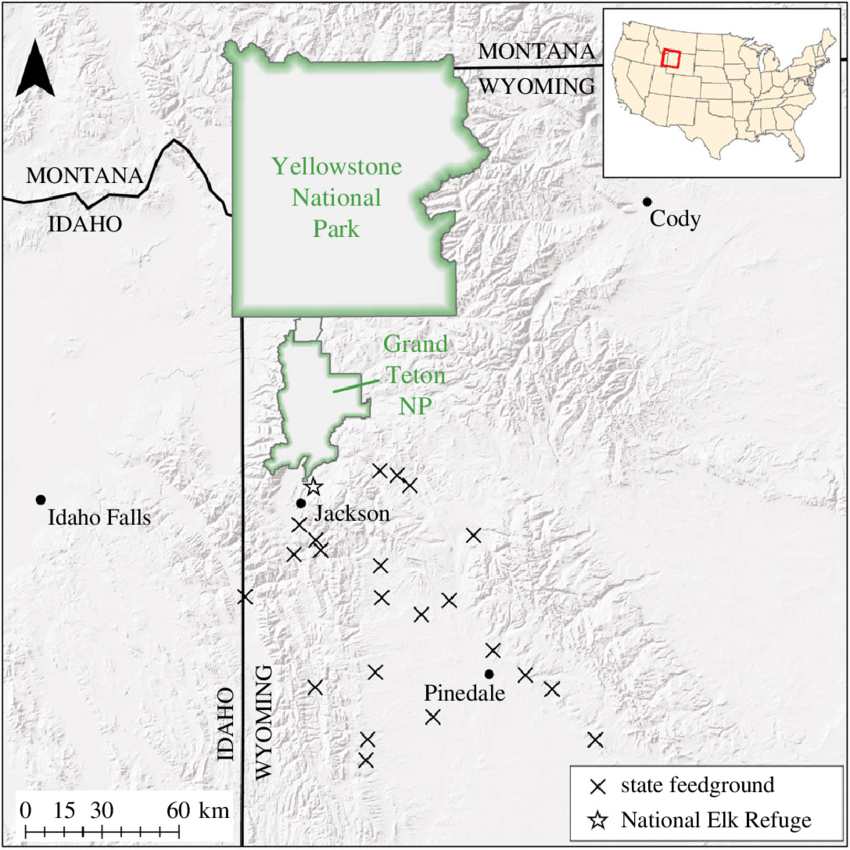 MONTANA
WYOMING
Yellowstone
National
Park
MONTANA
IDAHO
Cody
Grand
Teton
NP
Idaho Falls
Jackson
Pinedale
IDAHO
WYOMING
state feedground
National Elk Refuge
0 15 30 60 km